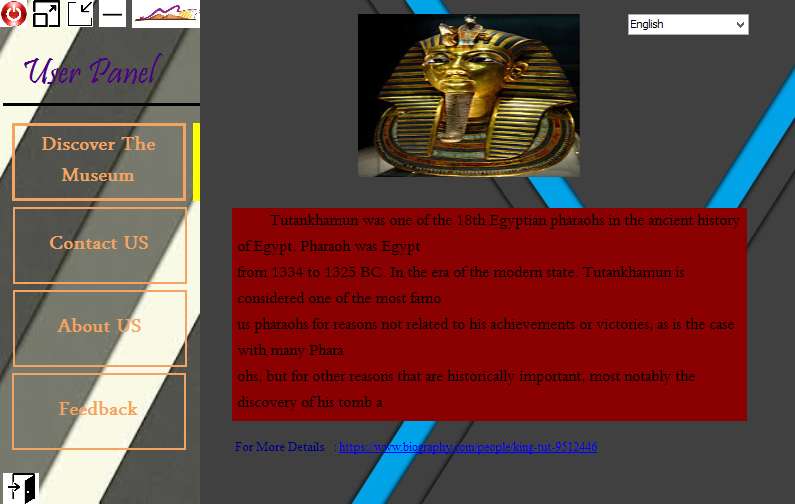 English
User Panel
Discover The
Museum
Contact US
About US
Feedback
Tutankhamun was one of the 18th Egyptian pharaohs in the ancient history
of Egypt. Pharaoh was Egypt
from 1334 to 1325 BC. In the era of the modern state, Tutankhamun is
considered one of the most famo
us pharaohs for reasons not related to his achievements or victories, as is the case
with many Phara
ohs, but for other reasons that are historically important, most notably the
discovery of his tomb a
For More Details : https://www.biography.com/people/king-tut-9512446